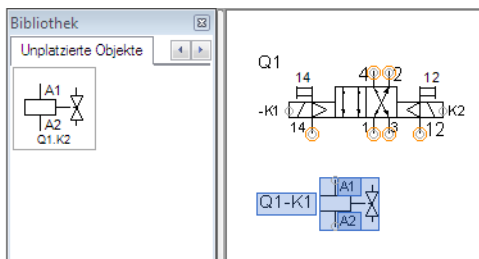 Bibliothek
Unplatzierte Objekte
A1
A2
Q1.K2
Q1
14
4
2
12
-K1
K2
14
1
3
12
Q1-K1
A1
A2